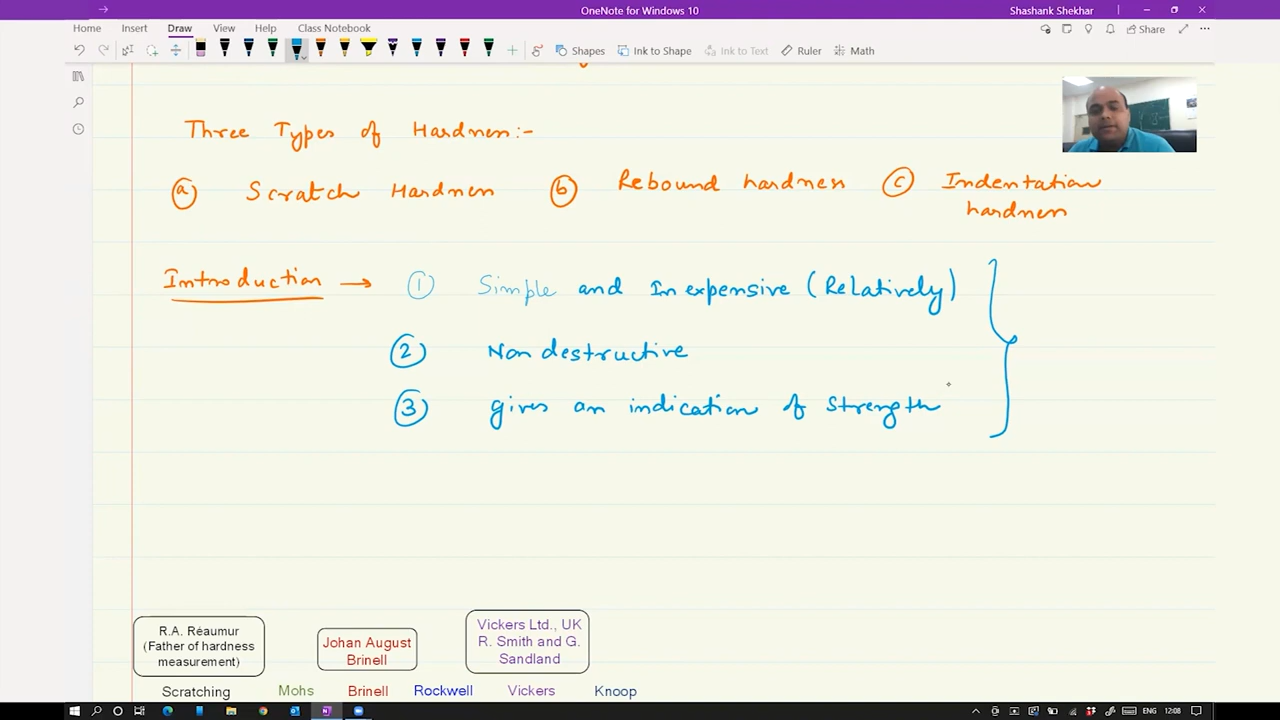 OneNote for Windows 10
Shashank Shekhar
Home Insert Draw View Help Class Notebook
Share
Shapes Ink to Shape Ink to Text Ruler Math
Three Types of Hardness:-
(a) Scratch Hardness (b) Rebound hardness (c) Indentation
hardness
Introduction → (1) Simple and Inexpensive (Relatively)
(2) Non destructive
(3) gives an indication of Strength
R.A. Réaumur
(Father of hardness
measurement)
Johan August
Brinell
Vickers Ltd., UK
R. Smith and G.
Sandland
Scratching Mohs Brinell Rockwell Vickers Knoop
ENG 12:08